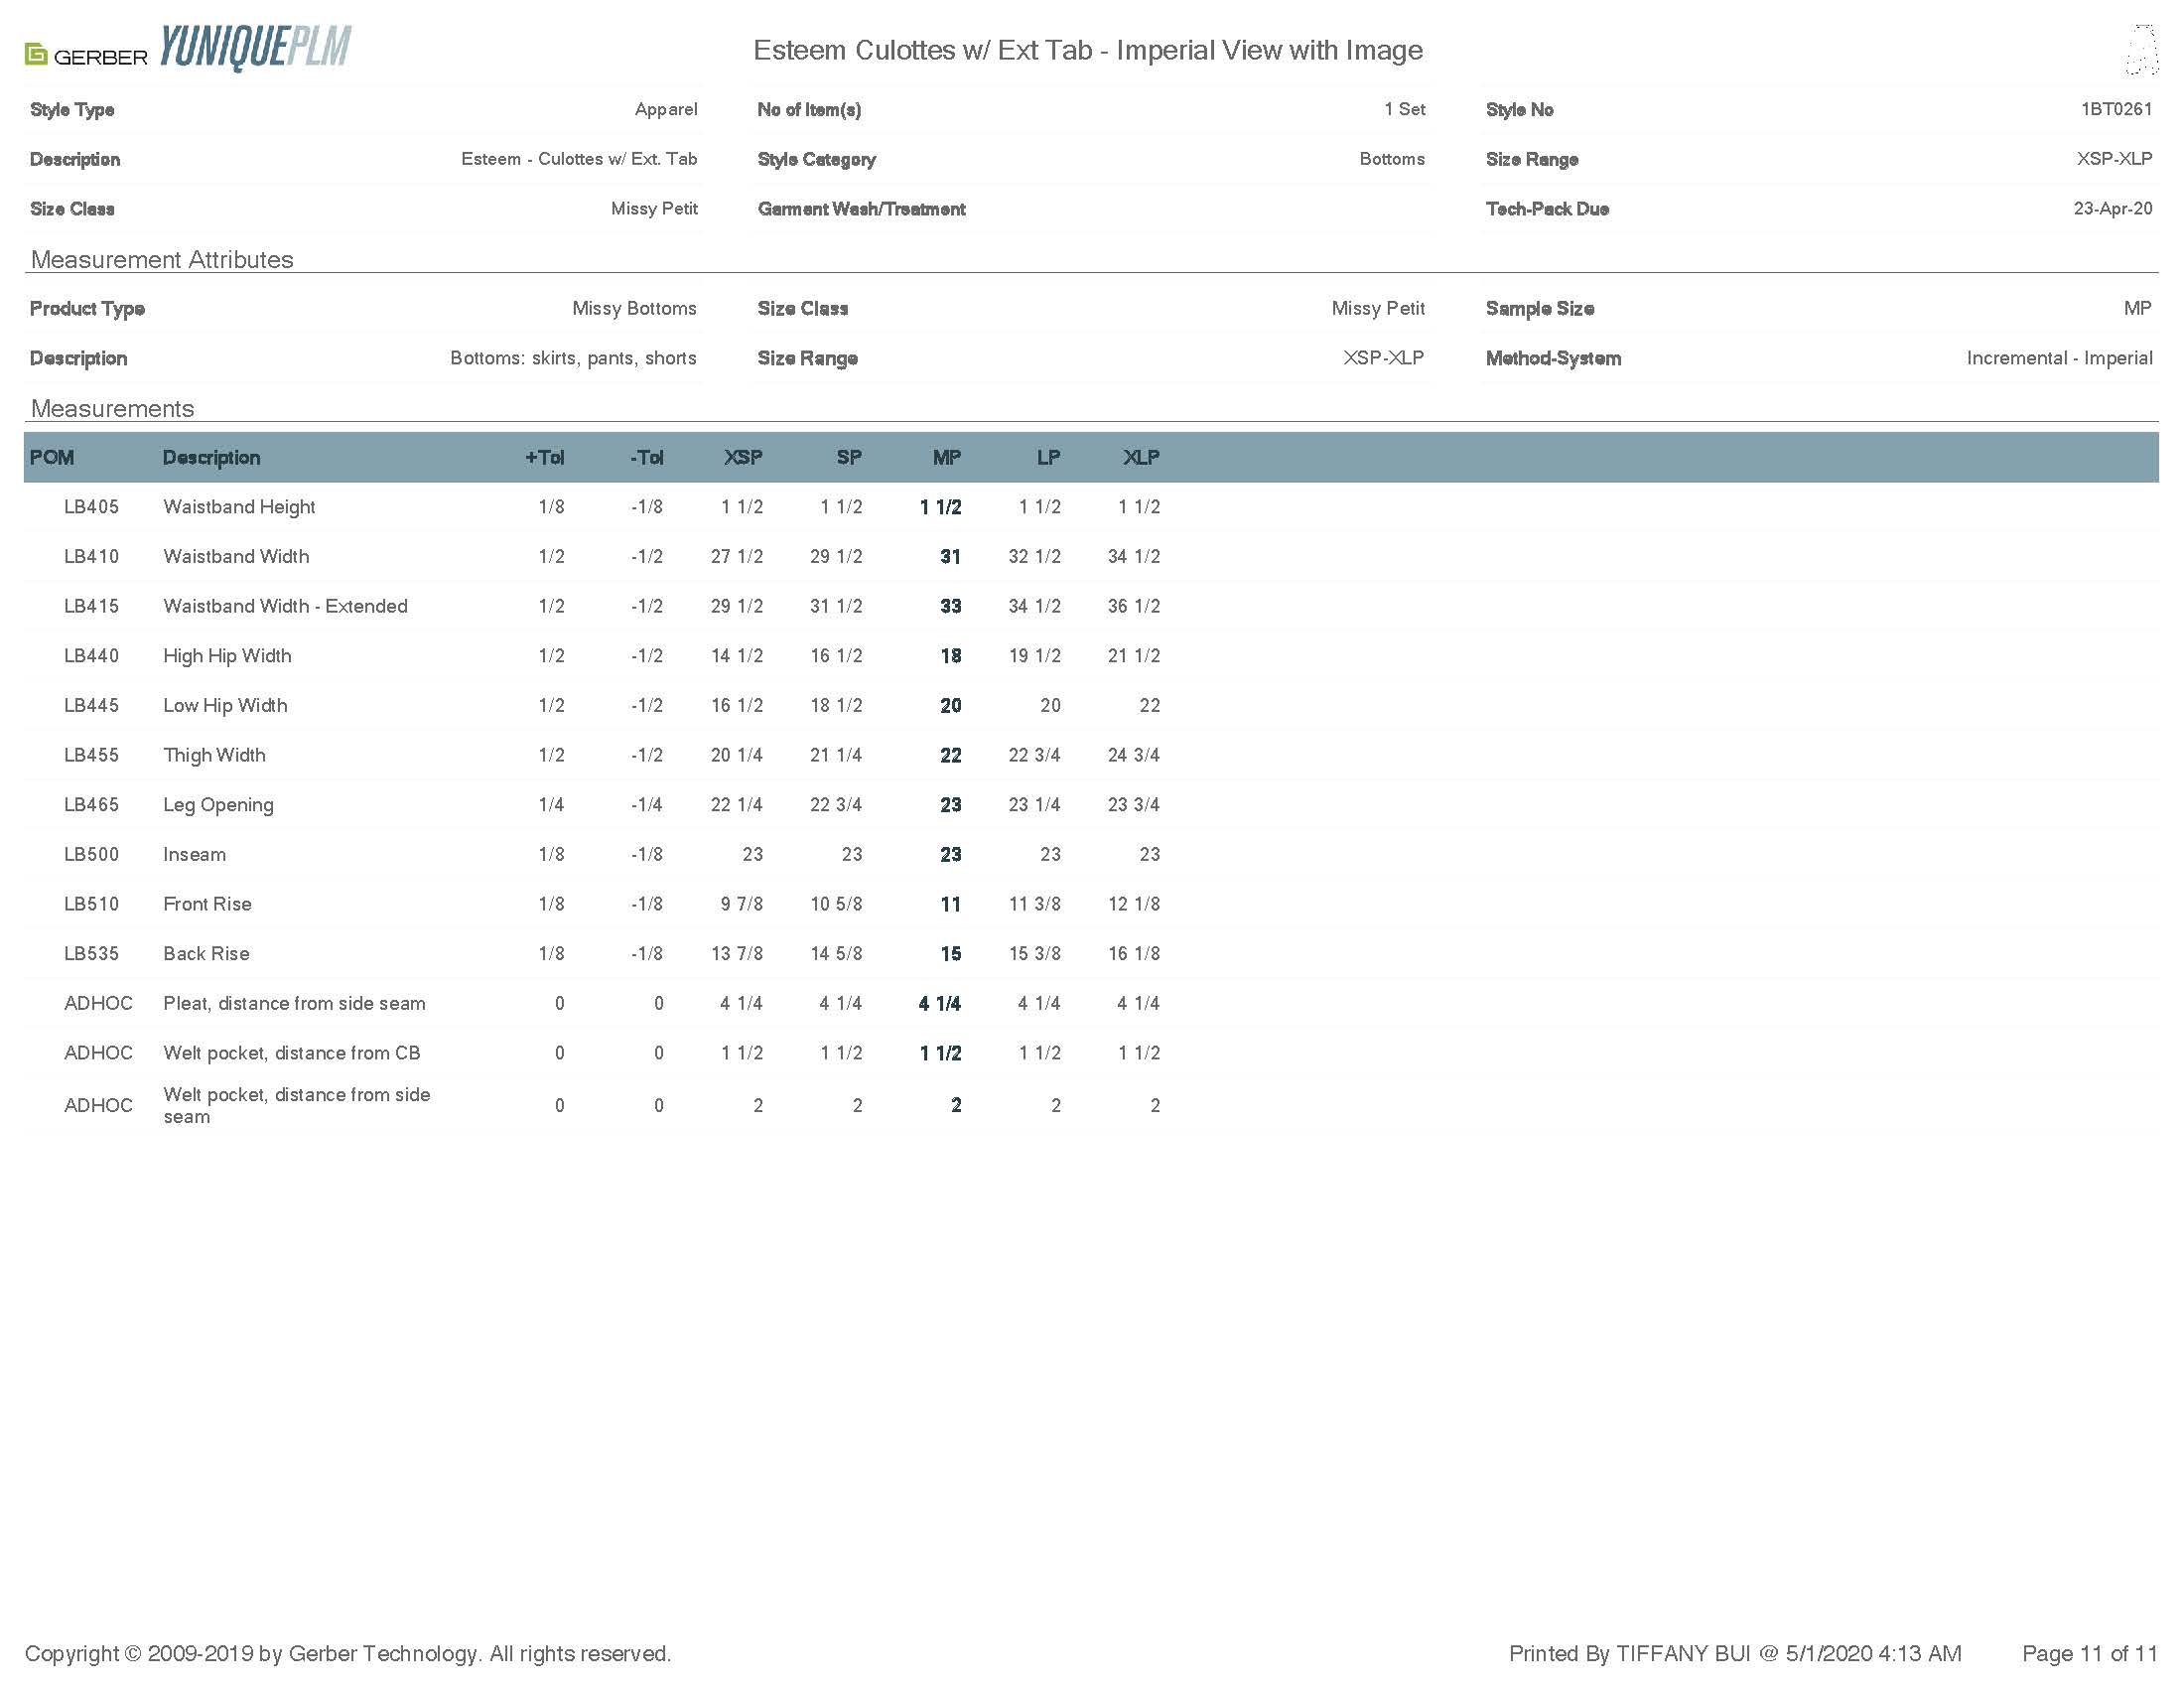 GERBER YUNIQUEPLM Esteem Culottes w/ Ext Tab - Imperial View with Image
Style Type Apparel No of Item(s) 1 Set Style No 1BT0261
Description Esteem - Culottes w/ Ext. Tab Style Category Bottoms Size Range XSP-XLP
Size Class Missy Petit Garment Wash/Treatment Tech-Pack Due 23-Apr-20
Measurement Attributes
Product Type Missy Bottoms Size Class Missy Petit Sample Size MP
Description Bottoms: skirts, pants, shorts Size Range XSP-XLP Method-System Incremental - Imperial
Measurements
POM Description +Tol -Tol XSP SP MP LP XLP
LB405 Waistband Height 1/8 -1/8 1 1/2 1 1/2 1 1/2 1 1/2 1 1/2
LB410 Waistband Width 1/2 -1/2 27 1/2 29 1/2 31 32 1/2 34 1/2
LB415 Waistband Width - Extended 1/2 -1/2 29 1/2 31 1/2 33 34 1/2 36 1/2
LB440 High Hip Width 1/2 -1/2 14 1/2 16 1/2 18 19 1/2 21 1/2
LB445 Low Hip Width 1/2 -1/2 16 1/2 18 1/2 20 20 22
LB455 Thigh Width 1/2 -1/2 20 1/4 21 1/4 22 22 3/4 24 3/4
LB465 Leg Opening 1/4 -1/4 22 1/4 22 3/4 23 23 1/4 23 3/4
LB500 Inseam 1/8 -1/8 23 23 23 23 23
LB510 Front Rise 1/8 -1/8 9 7/8 10 5/8 11 11 3/8 12 1/8
LB535 Back Rise 1/8 -1/8 13 7/8 14 5/8 15 15 3/8 16 1/8
ADHOC Pleat, distance from side seam 0 0 4 1/4 4 1/4 4 1/4 4 1/4 4 1/4
ADHOC Welt pocket, distance from CB 0 0 1 1/2 1 1/2 1 1/2 1 1/2 1 1/2
ADHOC Welt pocket, distance from side 0 0 2 2 2 2 2
seam
Copyright © 2009-2019 by Gerber Technology. All rights reserved. Printed By TIFFANY BUI @ 5/1/2020 4:13 AM Page 11 of 11